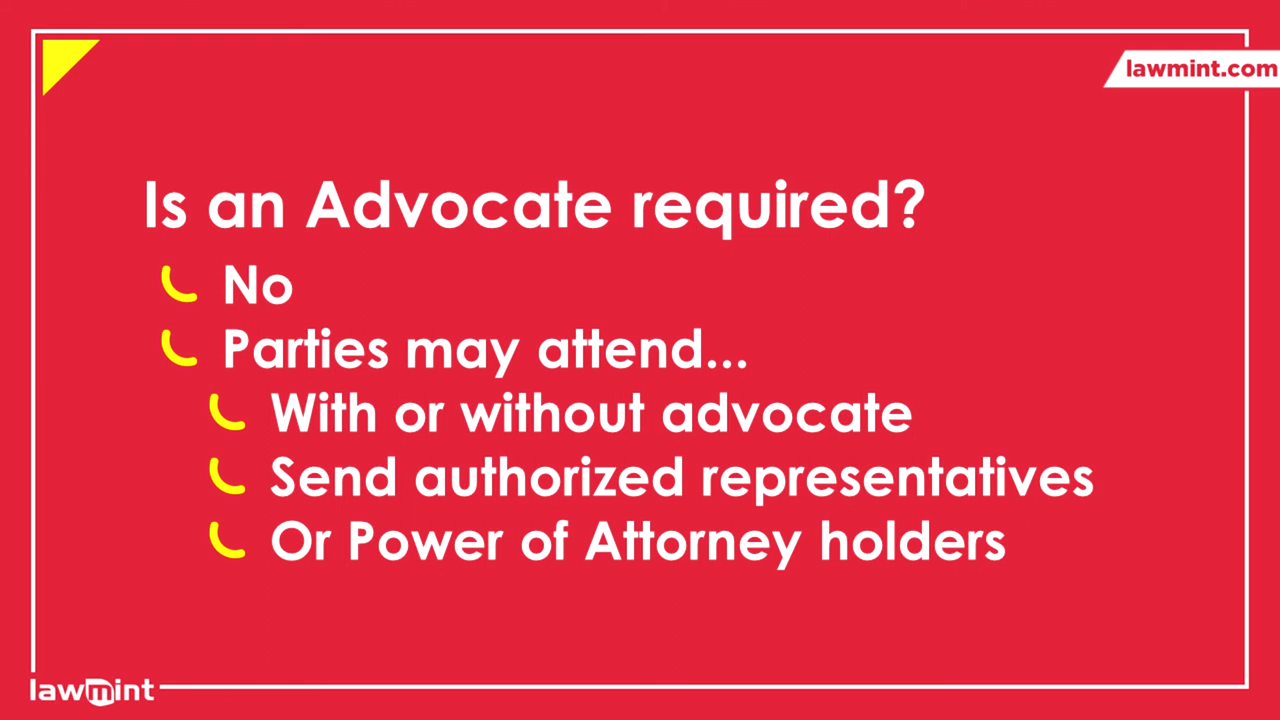 lawmint.com
Is an Advocate required?
No
Parties may attend...
With or without advocate
Send authorized representatives
Or Power of Attorney holders
lawmint